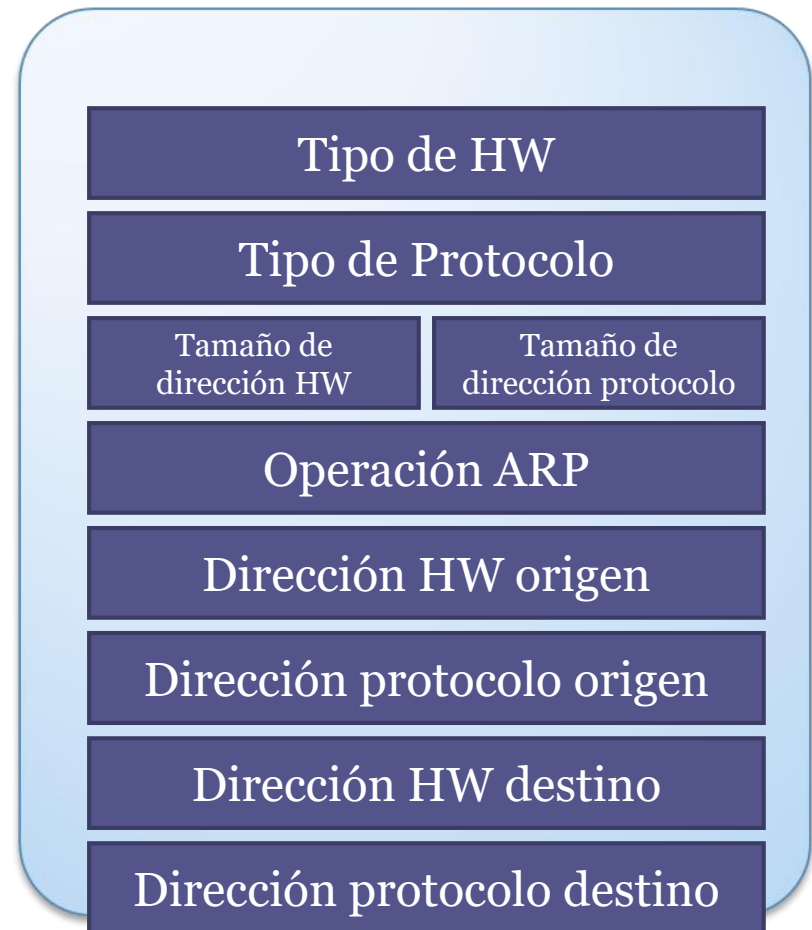 Tipo de HW
Tipo de Protocolo
Tamaño de
dirección HW
Tamaño de
dirección protocolo
Operación ARP
Dirección HW origen
Dirección protocolo origen
Dirección HW destino
Dirección protocolo destino